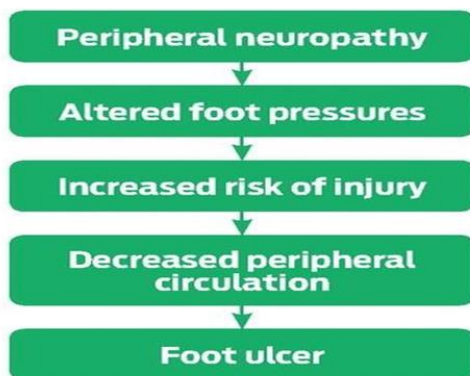 Peripheral neuropathy
Altered foot pressures
Increased risk of injury
Decreased peripheral
circulation
Foot ulcer